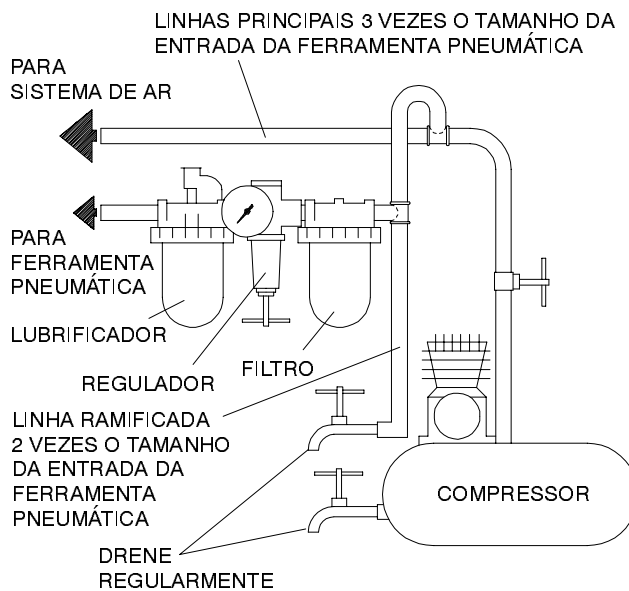 LINHAS PRINCIPAIS 3 VEZES O TAMANHO DA
ENTRADA DA FERRAMENTA PNEUMÁTICA
PARA
SISTEMA DE AR
PARA
FERRAMENTA
PNEUMÁTICA
LUBRIFICADOR
REGULADOR
FILTRO
LINHA RAMIFICADA
2 VEZES O TAMANHO
DA ENTRADA DA
FERRAMENTA
PNEUMÁTICA
COMPRESSOR
DRENE
REGULARMENTE